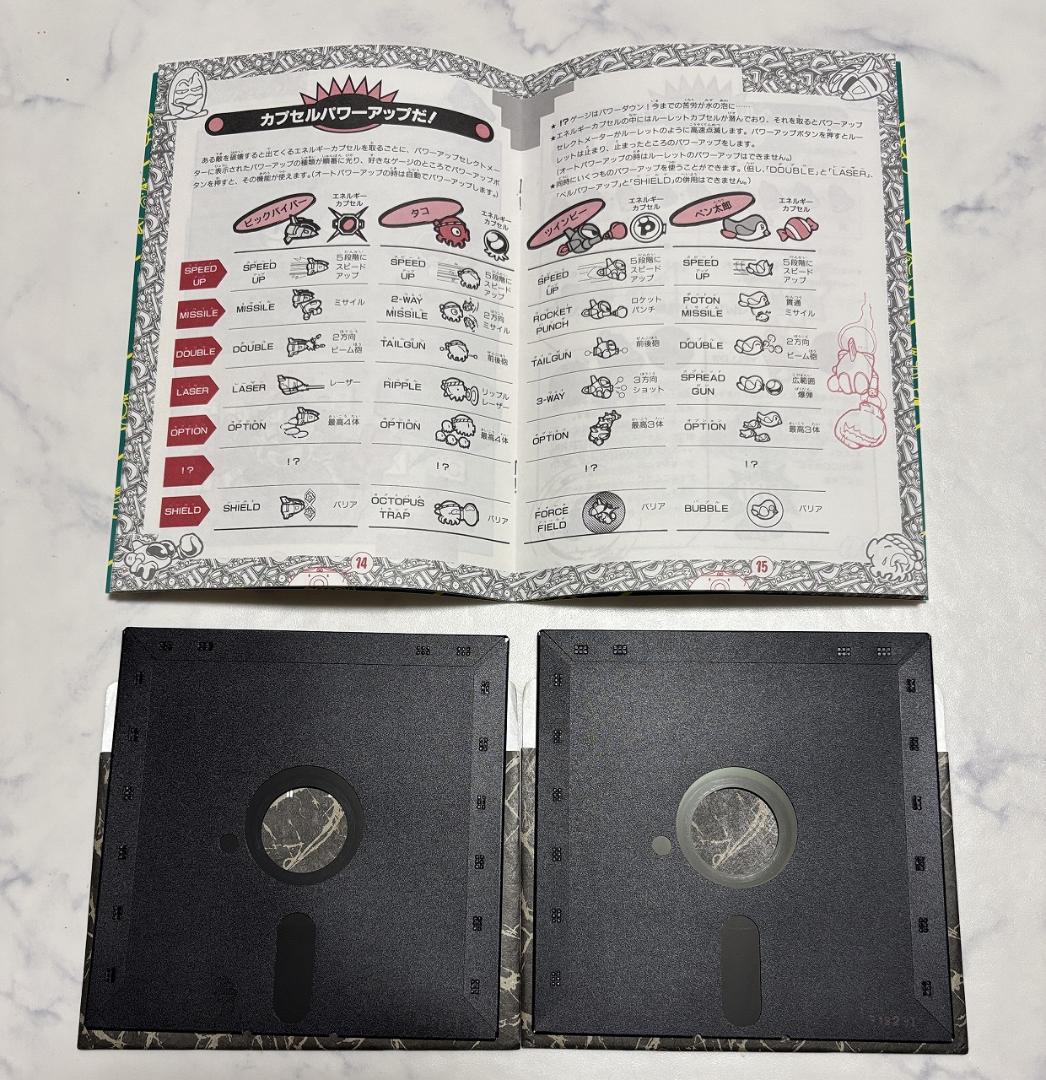 カプセルパワーアップだ!
ある敵を破壊すると出てくるエネルギーカプセルを取るごとに、パワーアップセレクトメー
ターに表示されたパワーアップの種類が順番に光り、好きなゲージのところでパワーアップボ
タンを押すと、その機能が使えます。(オートパワーアップの時は自動でパワーアップします。)
ビックバイパー
エネルギー
カプセル
タコ
エネルギー
カプセル
SPEED
UP
SPEED
UP
5段階に
スピード
アップ
SPEED
UP
5段階に
スピード
アップ
MISSILE
MISSILE
ミサイル
2-WAY
MISSILE
2方向
ミサイル
DOUBLE
DOUBLE
2方向
ビーム砲
TAILGUN
前後砲
LASER
LASER
レーザー
RIPPLE
リップル
レーザー
OPTION
OPTION
最高4体
OPTION
最高4体
!?
!?
!?
SHIELD
SHIELD
バリア
OCTOPUS
TRAP
バリア
14
★!?ゲージはパワーダウン!今までの苦労が水の泡に……
★エネルギーカプセルの中にはルーレットカプセルが潜んでおり、それを取るとパワーアップ
セレクトメーターがルーレットのように高速点滅します。パワーアップボタンを押すとルー
レットは止まり、止まったところのパワーアップをします。
(オートパワーアップの時はルーレットのパワーアップはできません。)
★同時にいくつものパワーアップを使うことができます。(但し、「DOUBLE」と「LASER」、
「ベルパワーアップ」と「SHIELD」の併用はできません。)
ツインビー
エネルギー
カプセル
ペン太郎
エネルギー
カプセル
SPEED
UP
5段階に
スピード
アップ
SPEED
UP
5段階に
スピード
アップ
ROCKET
PUNCH
ロケット
パンチ
POTON
MISSILE
貫通
ミサイル
TAILGUN
前後砲
DOUBLE
2方向
ビーム砲
3-WAY
3方向
ショット
SPREAD
GUN
広範囲
爆弾
OPTION
最高3体
OPTION
最高3体
!?
!?
FORCE
FIELD
バリア
BUBBLE
バリア
15